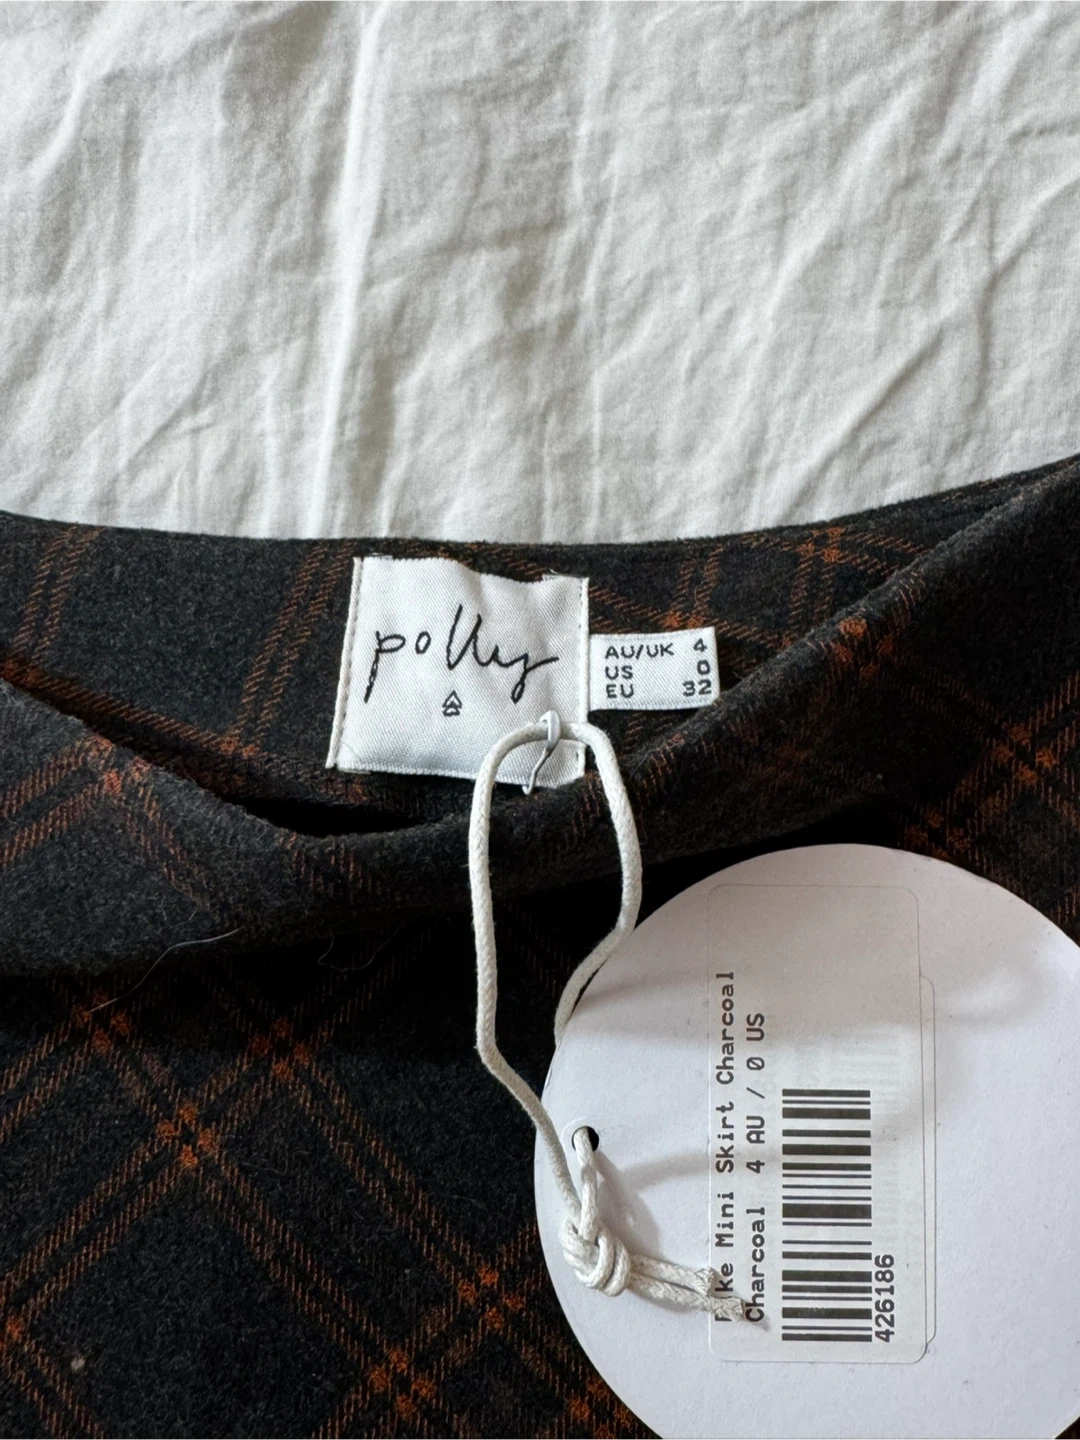 polly
AU/UK 4
US 0
EU 32
Mini Skirt Charcoal
Charcoal 4 AU / 0 US
426186